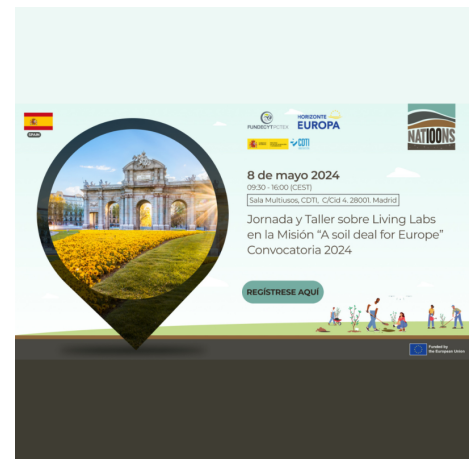 SPAIN
FUNDECYT·PCTEX
HORIZONTE
EUROPA
CDTI
NATI00NS
8 de mayo 2024
09:30 - 16:00 (CEST)
Sala Multiusos, CDTI, C/Cid 4. 28001. Madrid
Jornada y Taller sobre Living Labs
en la Misión “A soil deal for Europe”
Convocatoria 2024
REGÍSTRESE AQUÍ
Funded by
the European Union